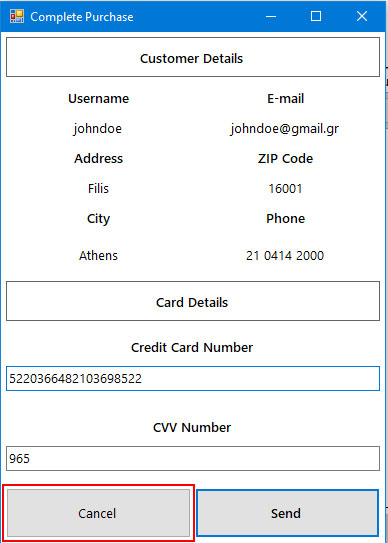 Complete Purchase
Customer Details
Username E-mail
johndoe johndoe@gmail.gr
Address ZIP Code
Filis 16001
City Phone
Athens 21 0414 2000
Card Details
Credit Card Number
5220366482103698522
CVV Number
965
Cancel Send